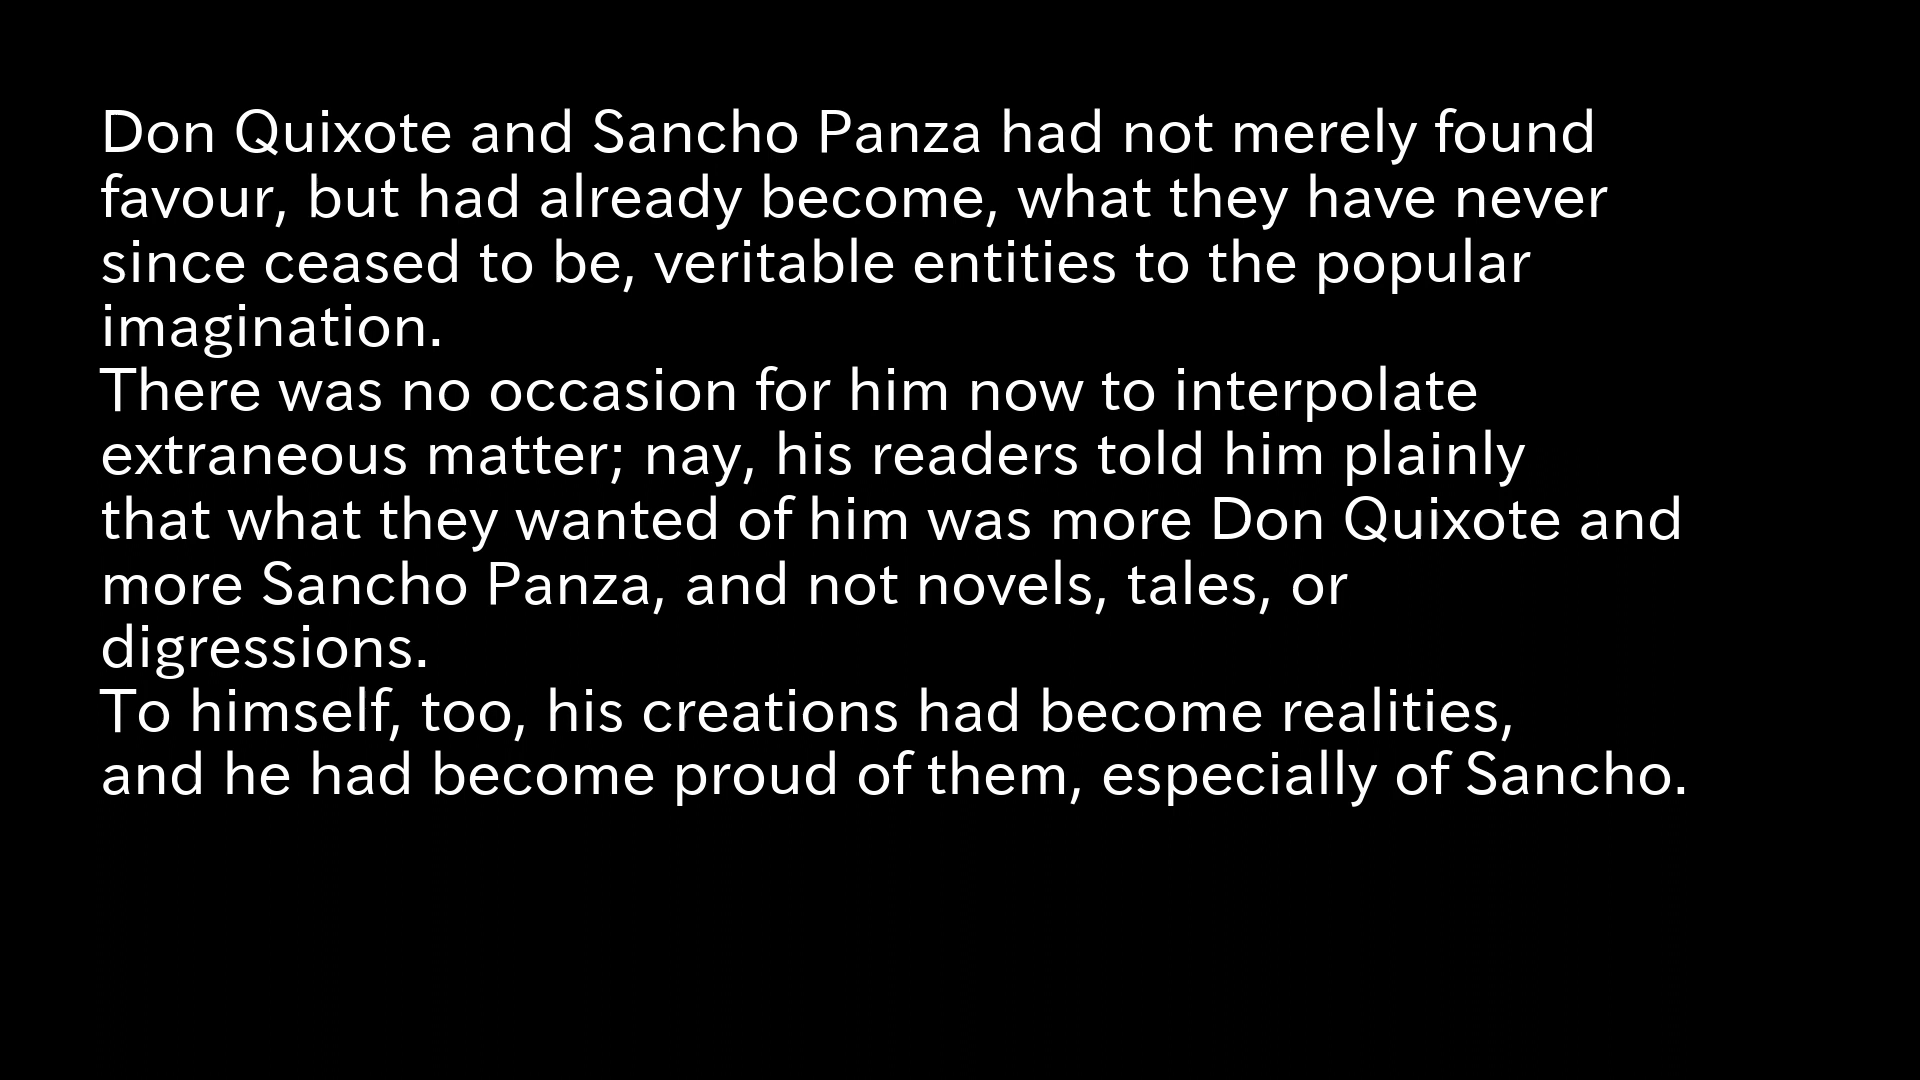 Don Quixote and Sancho Panza had not merely found
favour, but had already become, what they have never
since ceased to be, veritable entities to the popular
imagination.
There was no occasion for him now to interpolate
extraneous matter; nay, his readers told him plainly
that what they wanted of him was more Don Quixote and
more Sancho Panza, and not novels, tales, or
digressions.
To himself, too, his creations had become realities,
and he had become proud of them, especially of Sancho.